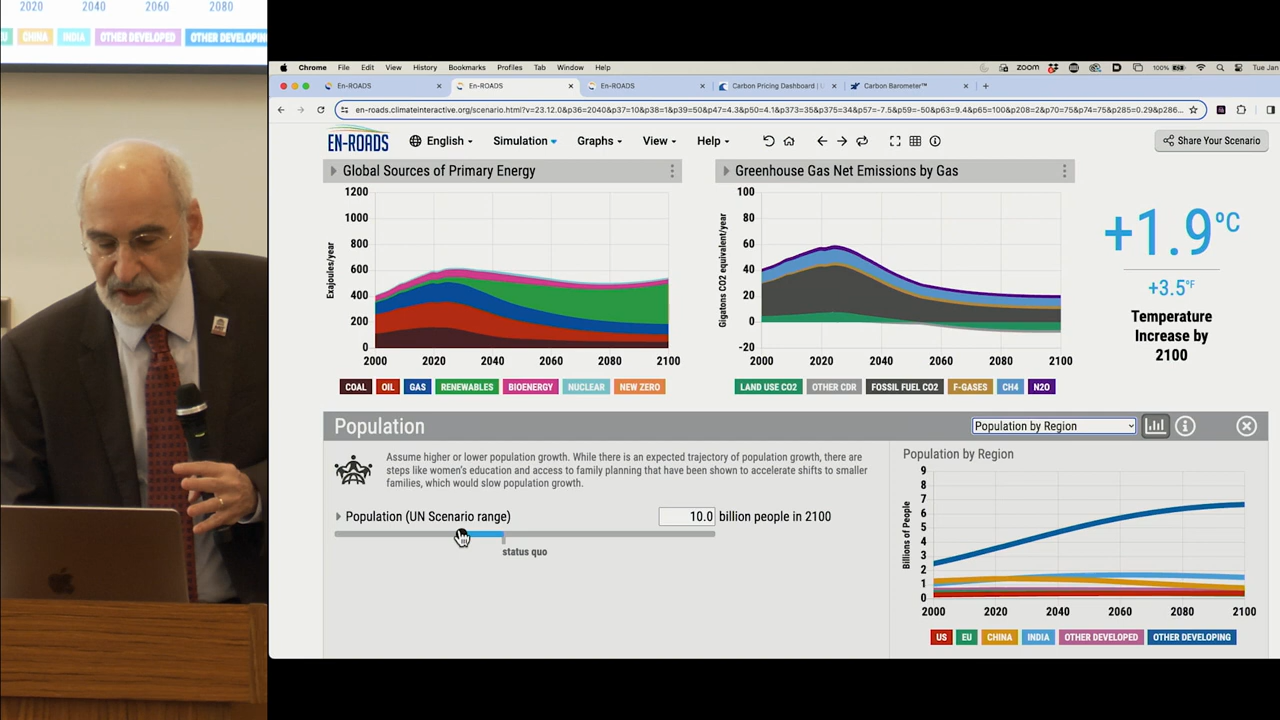 2020 2040 2060 2080
CHINA INDIA OTHER DEVELOPED OTHER DEVELOPING
Chrome File Edit View History Bookmarks Profiles Tab Window Help
zoom 100% Tue Jan
En-ROADS En-ROADS En-ROADS Carbon Pricing Dashboard | Carbon Barometer™
en-roads.climateinteractive.org/scenario.html?v=23.12.0&p36=2040&p37=10&p38=1&p39=50&p47=4.3&p50=4.1&p373=35&p375=34&p57=-7.5&p59=-50&p63=9.4&p65=100&p208=2&p70=75&p74=75&p285=0.29&p286...
EN-ROADS
English
Simulation
Graphs
View
Help
Share Your Scenario
Global Sources of Primary Energy
Exajoules/year
1200
1000
800
600
400
200
0
2000 2020 2040 2060 2080 2100
COAL OIL GAS RENEWABLES BIOENERGY NUCLEAR NEW ZERO
Greenhouse Gas Net Emissions by Gas
Gigatons CO2 equivalent/year
100
80
60
40
20
0
-20
2000 2020 2040 2060 2080 2100
LAND USE CO2 OTHER CDR FOSSIL FUEL CO2 F-GASES CH4 N2O
+1.9°C
+3.5°F
Temperature
Increase by
2100
Population
Population by Region
Assume higher or lower population growth. While there is an expected trajectory of population growth, there are
steps like women's education and access to family planning that have been shown to accelerate shifts to smaller
families, which would slow population growth.
Population (UN Scenario range) 10.0 billion people in 2100
status quo
Population by Region
Billions of People
9
8
7
6
5
4
3
2
1
0
2000 2020 2040 2060 2080 2100
US EU CHINA INDIA OTHER DEVELOPED OTHER DEVELOPING